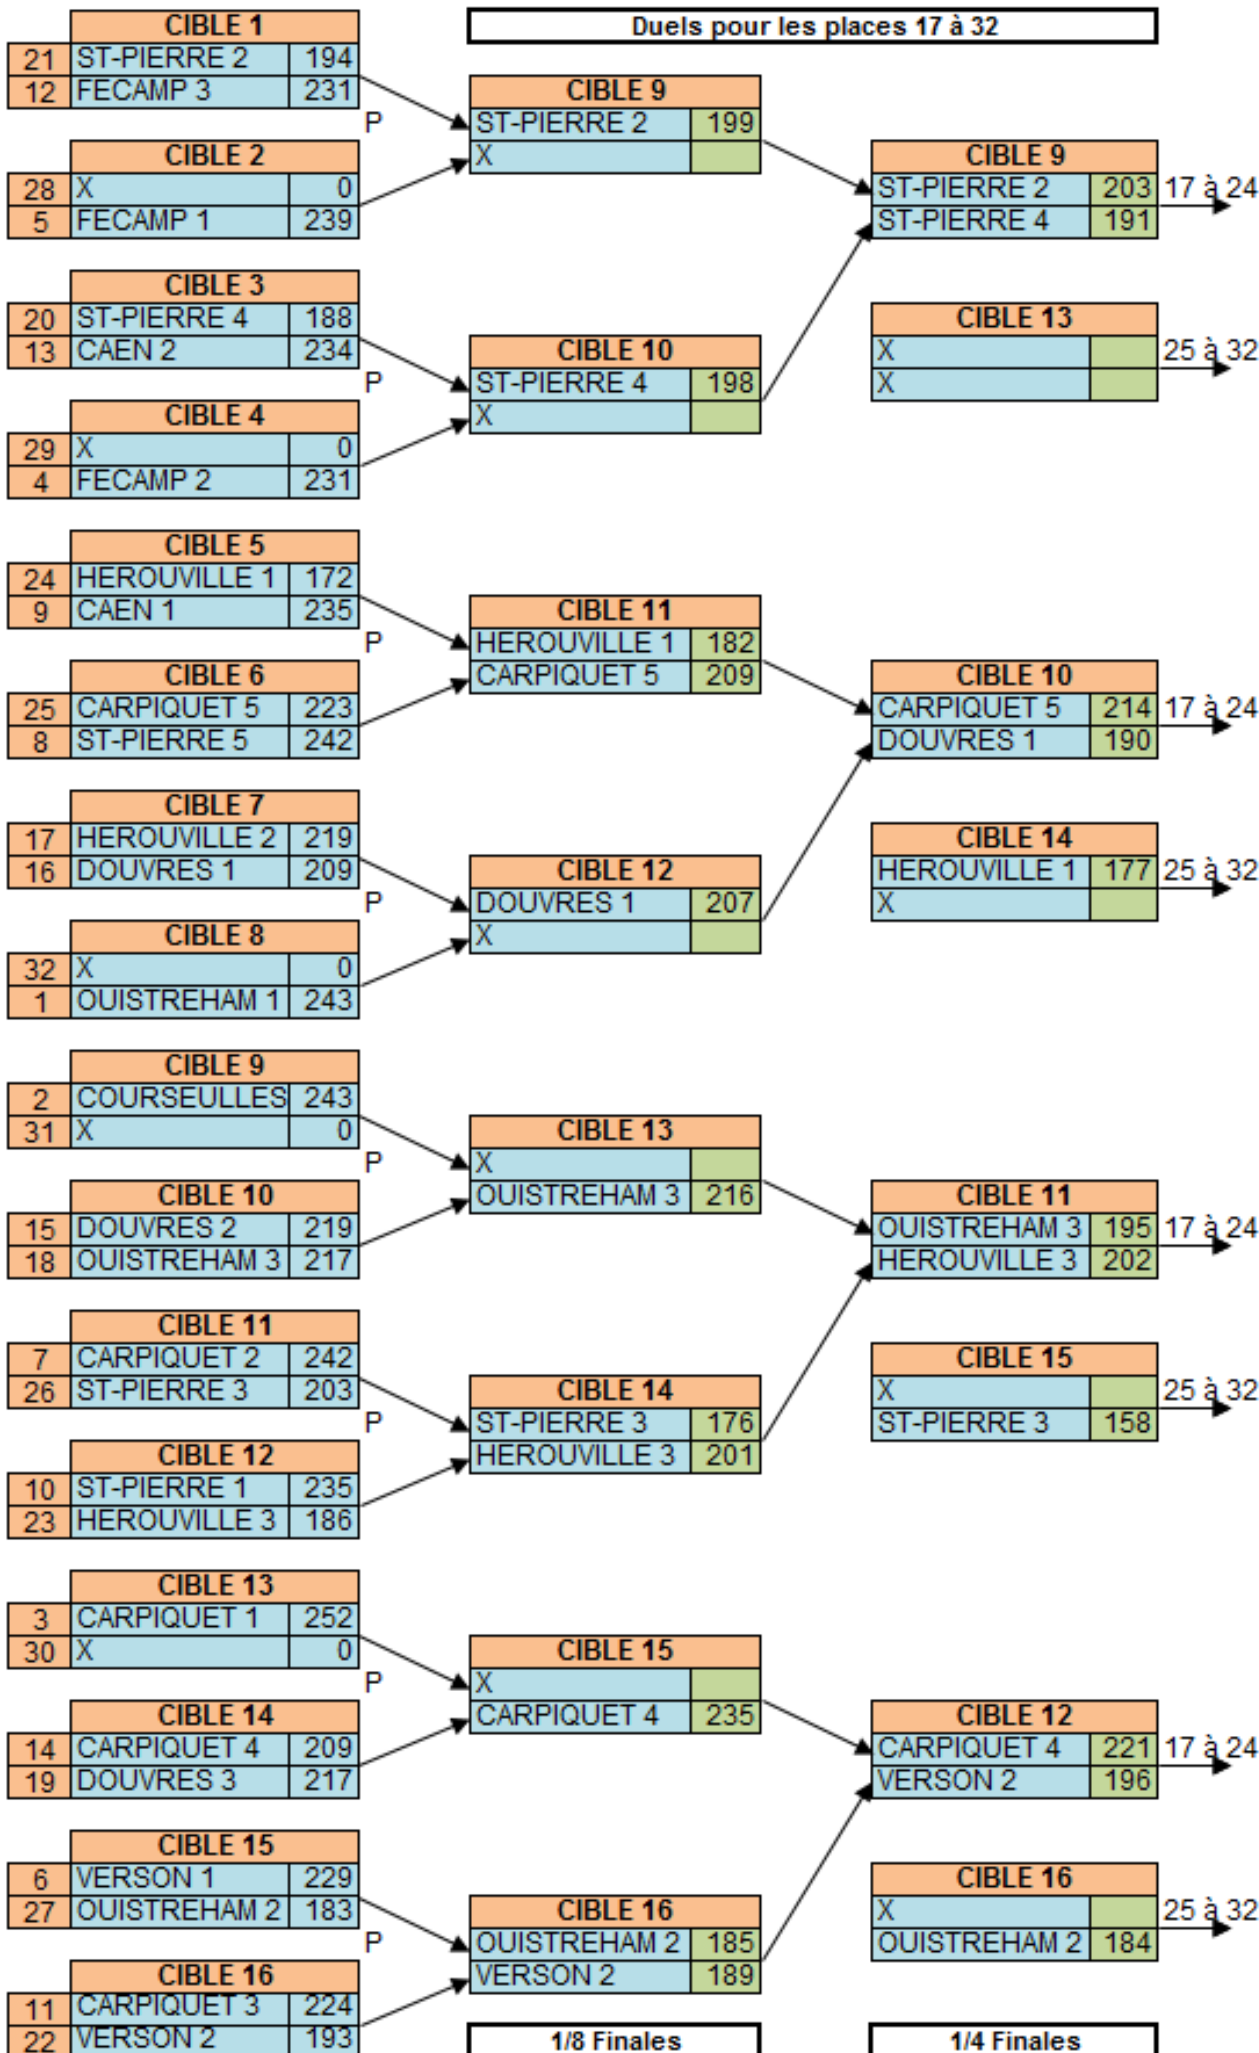 CIBLE 1
21 ST-PIERRE 2 194
12 FECAMP 3 231
P
CIBLE 2
28 X 0
5 FECAMP 1 239
CIBLE 3
20 ST-PIERRE 4 188
13 CAEN 2 234
P
CIBLE 4
29 X 0
4 FECAMP 2 231
CIBLE 5
24 HEROUVILLE 1 172
9 CAEN 1 235
P
CIBLE 6
25 CARPIQUET 5 223
8 ST-PIERRE 5 242
CIBLE 7
17 HEROUVILLE 2 219
16 DOUVRES 1 209
P
CIBLE 8
32 X 0
1 OUISTREHAM 1 243
CIBLE 9
2 COURSEULLES 243
31 X 0
P
CIBLE 10
15 DOUVRES 2 219
18 OUISTREHAM 3 217
CIBLE 11
7 CARPIQUET 2 242
26 ST-PIERRE 3 203
P
CIBLE 12
10 ST-PIERRE 1 235
23 HEROUVILLE 3 186
CIBLE 13
3 CARPIQUET 1 252
30 X 0
P
CIBLE 14
14 CARPIQUET 4 209
19 DOUVRES 3 217
CIBLE 15
6 VERSON 1 229
27 OUISTREHAM 2 183
P
CIBLE 16
11 CARPIQUET 3 224
22 VERSON 2 193
Duels pour les places 17 à 32
CIBLE 9
ST-PIERRE 2 199
X
CIBLE 10
ST-PIERRE 4 198
X
CIBLE 11
HEROUVILLE 1 182
CARPIQUET 5 209
CIBLE 12
DOUVRES 1 207
X
CIBLE 13
X
OUISTREHAM 3 216
CIBLE 14
ST-PIERRE 3 176
HEROUVILLE 3 201
CIBLE 15
X
CARPIQUET 4 235
CIBLE 16
OUISTREHAM 2 185
VERSON 2 189
1/8 Finales
CIBLE 9
ST-PIERRE 2 203 17 à 24
ST-PIERRE 4 191
CIBLE 13
X 25 à 32
X
CIBLE 10
CARPIQUET 5 214 17 à 24
DOUVRES 1 190
CIBLE 14
HEROUVILLE 1 177 25 à 32
X
CIBLE 11
OUISTREHAM 3 195 17 à 24
HEROUVILLE 3 202
CIBLE 15
X 25 à 32
ST-PIERRE 3 158
CIBLE 12
CARPIQUET 4 221 17 à 24
VERSON 2 196
CIBLE 16
X 25 à 32
OUISTREHAM 2 184
1/4 Finales